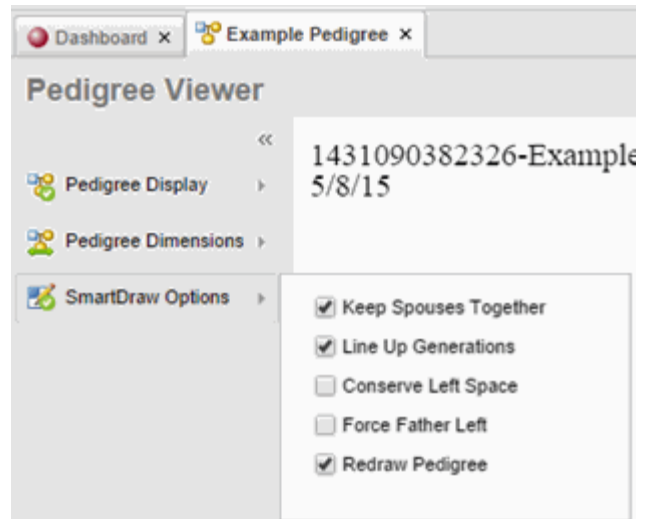 Dashboard x Example Pedigree x
Pedigree Viewer
«
1431090382326-Example
5/8/15
Pedigree Display
Pedigree Dimensions
SmartDraw Options
Keep Spouses Together
Line Up Generations
Conserve Left Space
Force Father Left
Redraw Pedigree